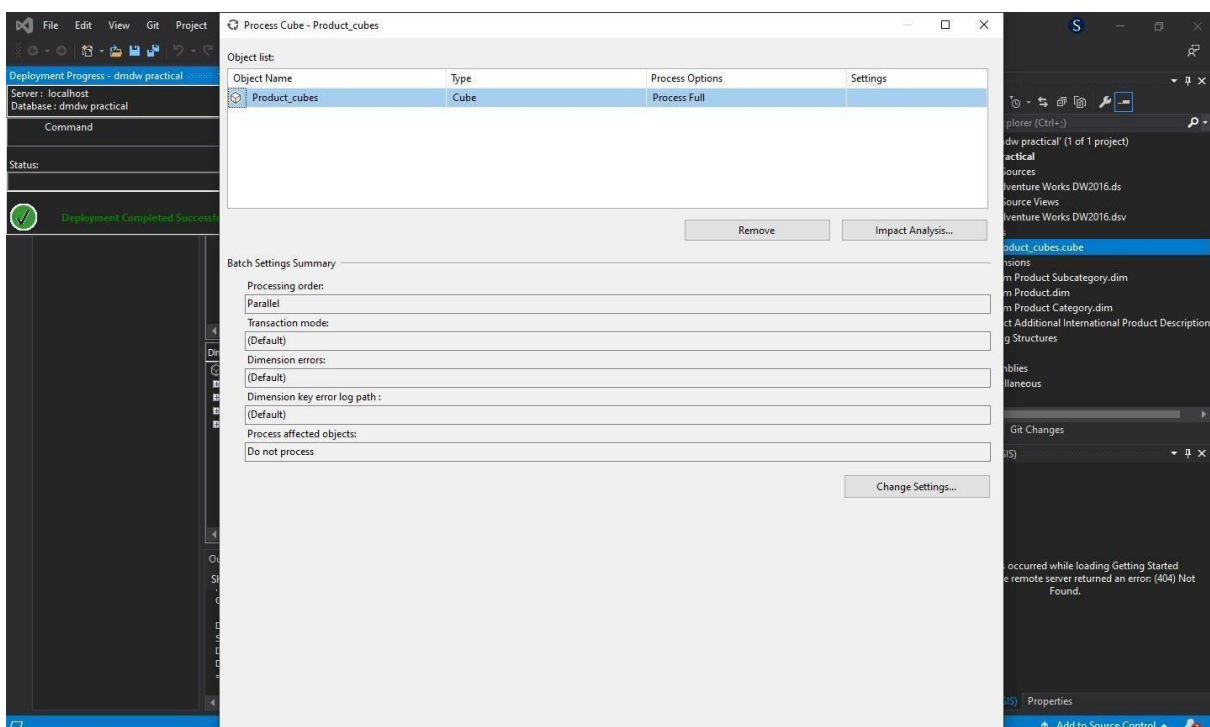 File Edit View Git Project
Process Cube - Product_cubes
S
Deployment Progress - dmdw practical
Server : localhost
Database : dmdw practical
Command
Status:
Deployment Completed Successf
Object list:
Object Name Type Process Options Settings
Product_cubes Cube Process Full
Remove Impact Analysis...
Batch Settings Summary
Processing order:
Parallel
Transaction mode:
(Default)
Dimension errors:
(Default)
Dimension key error log path :
(Default)
Process affected objects:
Do not process
Change Settings...
plorer (Ctrl+;)
dw practical' (1 of 1 project)
actical
ources
venture Works DW2016.ds
ource Views
venture Works DW2016.dsv
s
oduct_cubes.cube
nsions
m Product Subcategory.dim
m Product.dim
m Product Category.dim
ct Additional International Product Description
g Structures
mblies
llaneous
Git Changes
SIS)
occurred while loading Getting Started
e remote server returned an error: (404) Not
Found.
SIS) Properties
Add to Source Control